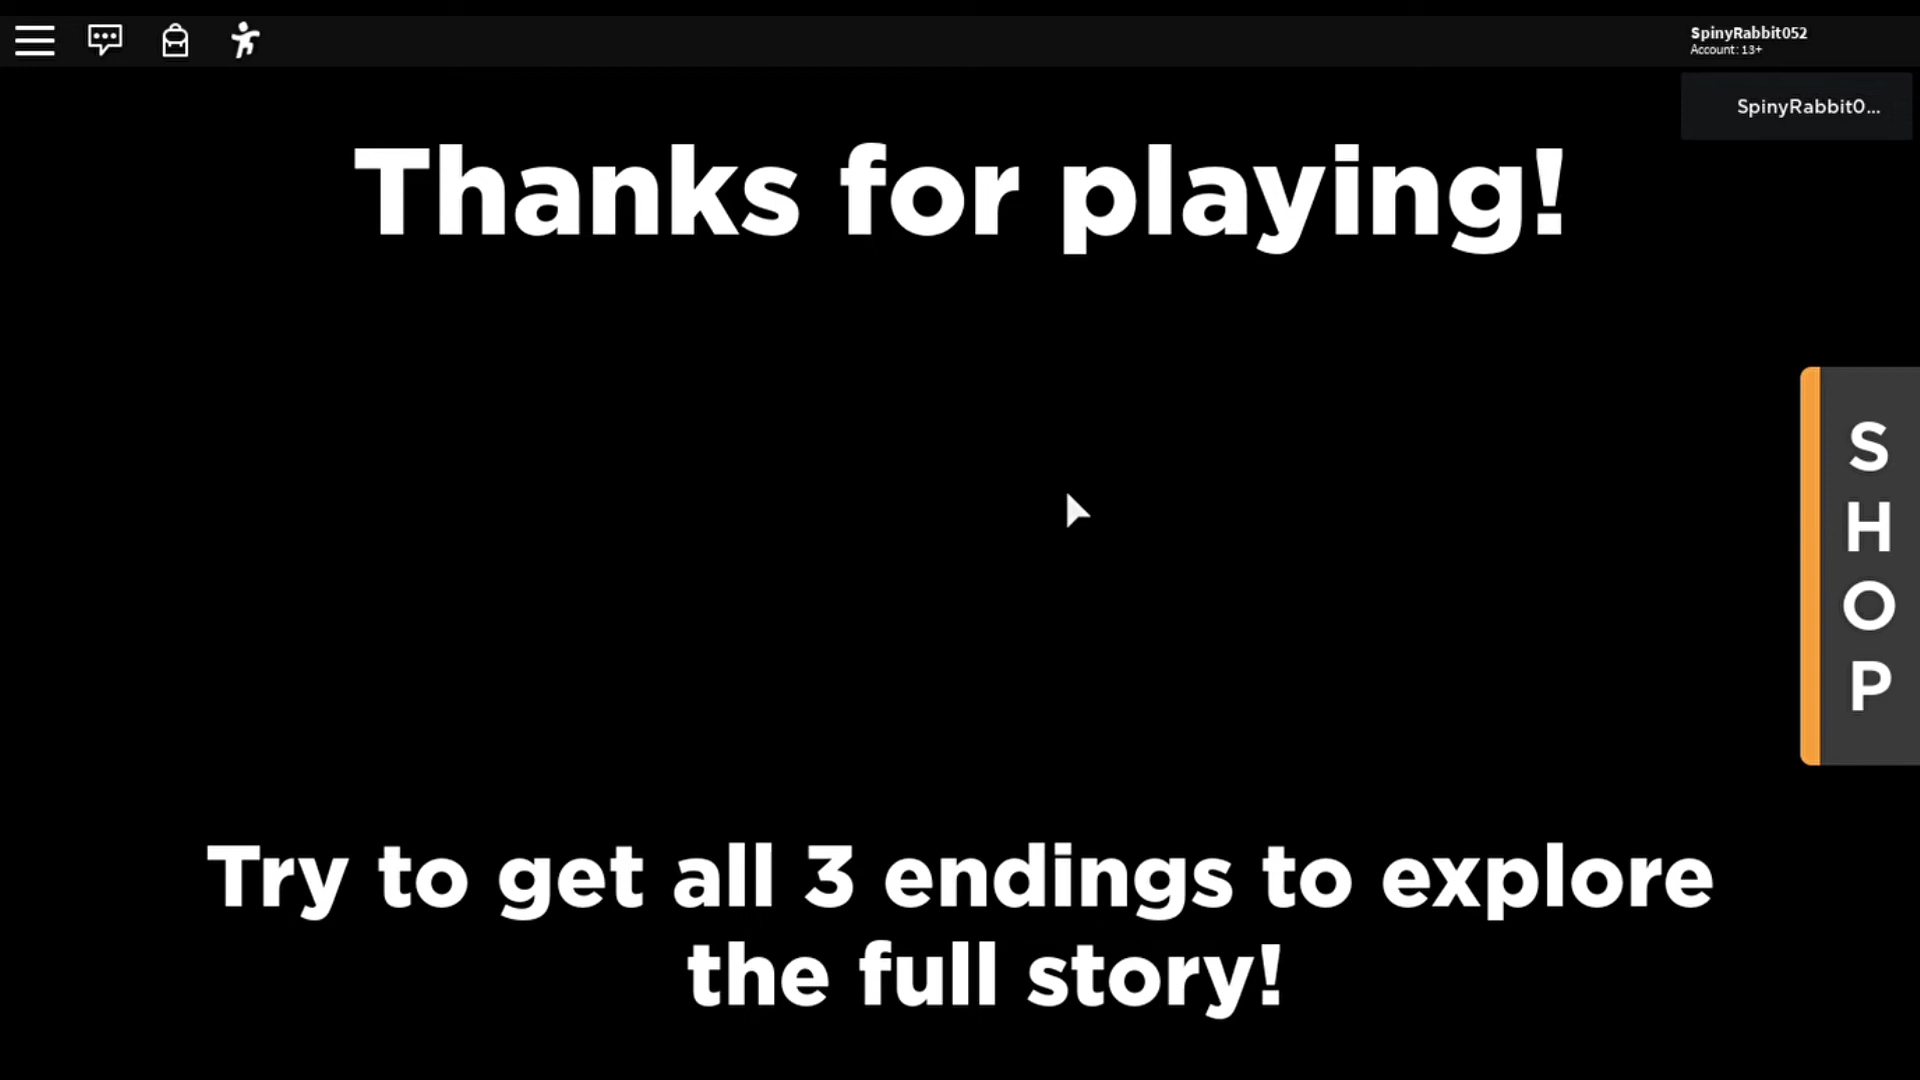 SpinyRabbit052
Account: 13+
SpinyRabbit0...
Thanks for playing!
S
H
O
P
Try to get all 3 endings to explore
the full story!